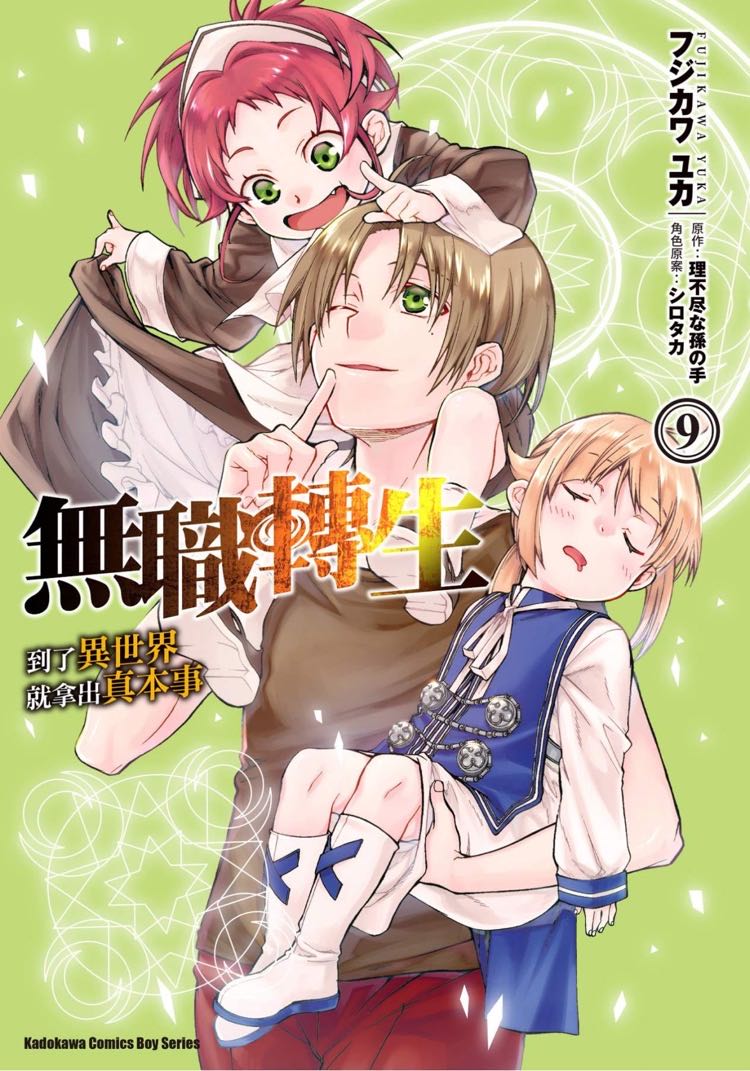 フジカワ ユカ
FUJIKAWA YUKA
原作：理不尽な孫の手
角色原案：シロタカ
9
無職轉生
到了異世界
就拿出真本事
Kadokawa Comics Boy Series